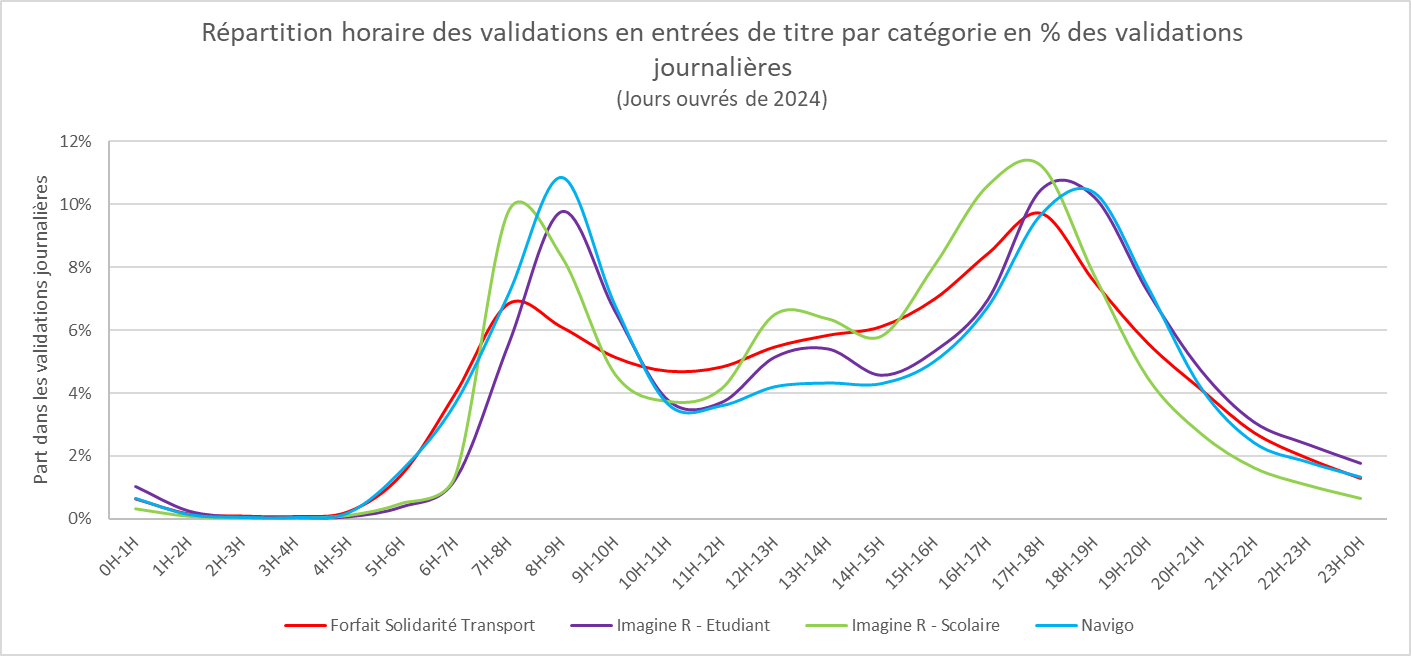 Répartition horaire des validations en entrées de titre par catégorie en % des validations
journalières
(Jours ouvrés de 2024)
Part dans les validations journalières
12%
10%
8%
6%
4%
2%
0%
0H-1H
1H-2H
2H-3H
3H-4H
4H-5H
5H-6H
6H-7H
7H-8H
8H-9H
9H-10H
10H-11H
11H-12H
12H-13H
13H-14H
14H-15H
15H-16H
16H-17H
17H-18H
18H-19H
19H-20H
20H-21H
21H-22H
22H-23H
23H-0H
Forfait Solidarité Transport
Imagine R - Etudiant
Imagine R - Scolaire
Navigo